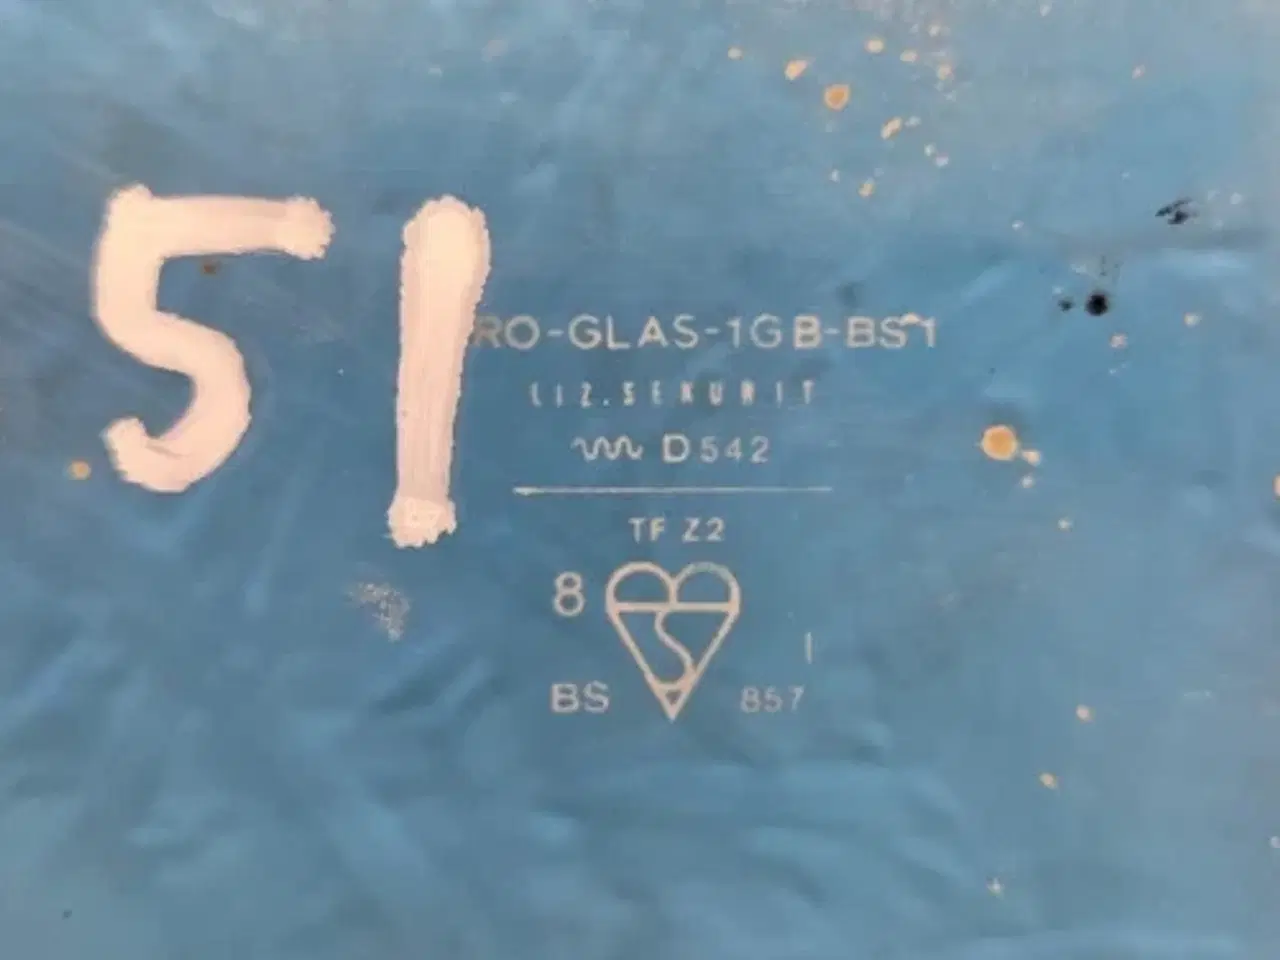 51
RO-GLAS-1GB-BS1
LIZ.SEKURIT
D542
TF Z2
8
BS 857